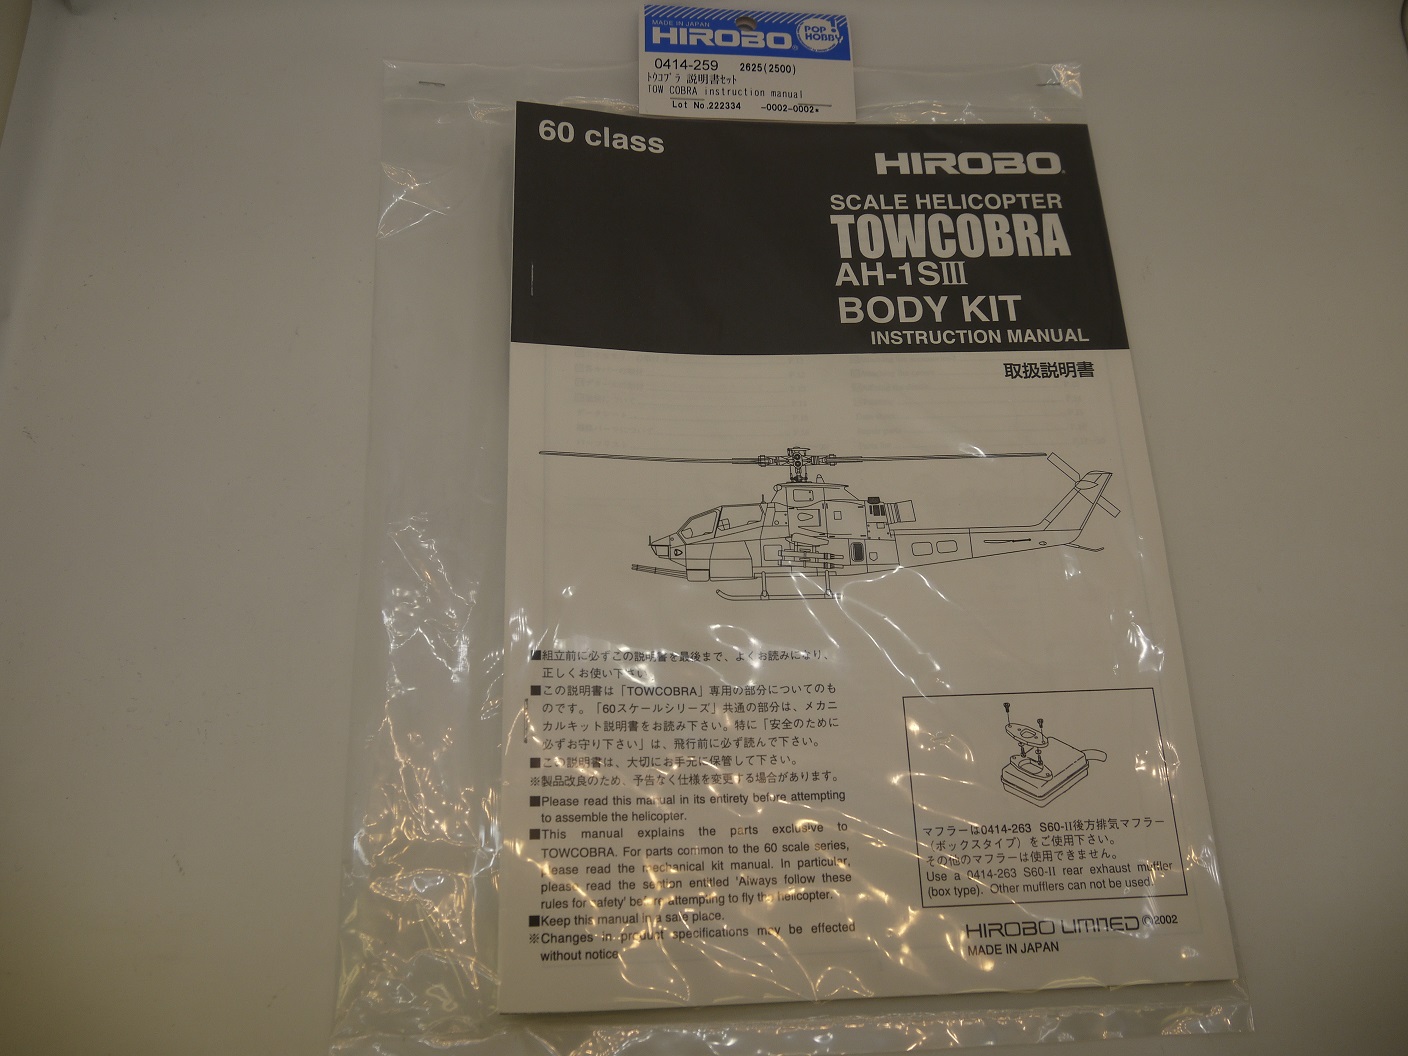 MADE IN JAPAN
HIROBO
POP HOBBY
0414-259 2625(2500)
ﾄｳｺﾌﾞﾗ 説明書ｾｯﾄ
TOW COBRA instruction manual
Lot No.222334 -0002-0002*
60 class
HIROBO
SCALE HELICOPTER
TOWCOBRA
AH-1SIII
BODY KIT
INSTRUCTION MANUAL
取扱説明書
■組立前に必ずこの説明書を最後まで、よくお読みになり、
正しくお使い下さい。
■この説明書は「TOWCOBRA」専用の部分についてのも
のです。「60スケールシリーズ」共通の部分は、メカニ
カルキット説明書をお読み下さい。特に「安全のために
必ずお守り下さい」は、飛行前に必ず読んで下さい。
■この説明書は、大切にお手元に保管して下さい。
※製品改良のため、予告なく仕様を変更する場合があります。
■Please read this manual in its entirety before attempting
to assemble the helicopter.
■This manual explains the parts exclusive to
TOWCOBRA. For parts common to the 60 scale series,
please read the mechanical kit manual. In particular,
please read the section entitled 'Always follow these
rules for safety' before attempting to fly the helicopter.
■Keep this manual in a safe place.
※Changes in product specifications may be effected
without notice.
マフラーは0414-263 S60-II後方排気マフラー
（ボックスタイプ）をご使用下さい。
その他のマフラーは使用できません。
Use a 0414-263 S60-II rear exhaust muffler
(box type). Other mufflers can not be used.
HIROBO LIMITED ©2002
MADE IN JAPAN